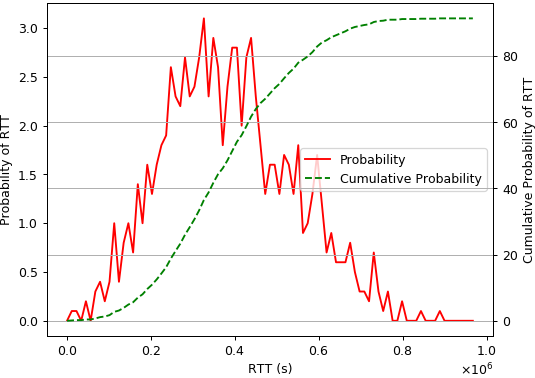 3.0
2.5
2.0
1.5
1.0
0.5
0.0
Probability of RTT
80
60
40
20
0
Cumulative Probability of RTT
Probability
Cumulative Probability
0.0 0.2 0.4 0.6 0.8 1.0
RTT (s)
×10⁶